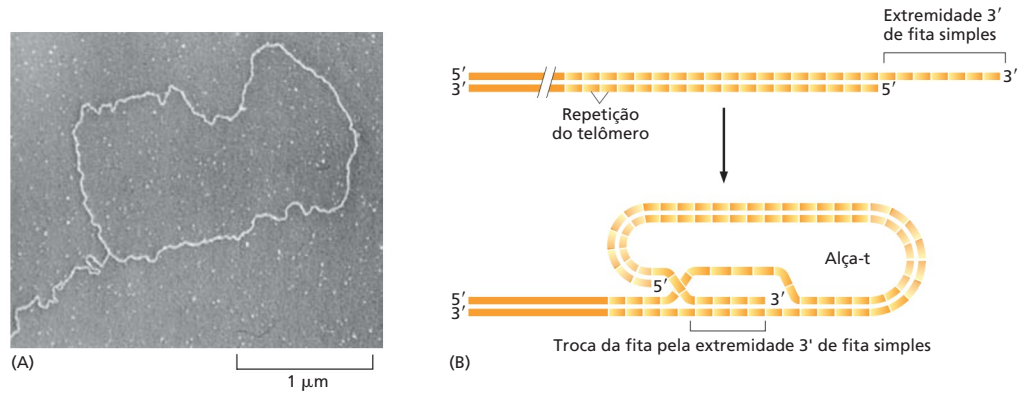 Extremidade 3′
de fita simples
5′
3′
3′
5′
Repetição
do telômero
Alça-t
5′
5′
3′
3′
Troca da fita pela extremidade 3' de fita simples
(A)
1 μm
(B)